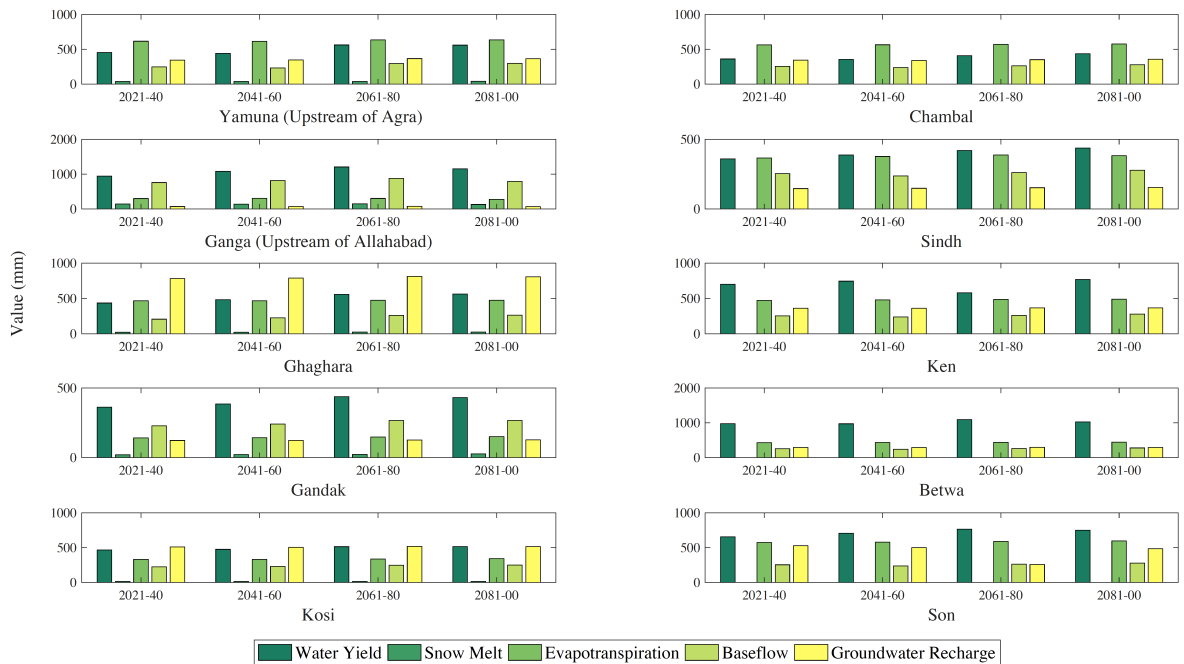 1000
500
0
2021-40 2041-60 2061-80 2081-00
Yamuna (Upstream of Agra)
1000
500
0
2021-40 2041-60 2061-80 2081-00
Chambal
2000
1000
0
2021-40 2041-60 2061-80 2081-00
Ganga (Upstream of Allahabad)
500
0
2021-40 2041-60 2061-80 2081-00
Sindh
Value (mm)
1000
500
0
2021-40 2041-60 2061-80 2081-00
Ghaghara
1000
500
0
2021-40 2041-60 2061-80 2081-00
Ken
500
0
2021-40 2041-60 2061-80 2081-00
Gandak
2000
1000
0
2021-40 2041-60 2061-80 2081-00
Betwa
1000
500
0
2021-40 2041-60 2061-80 2081-00
Kosi
1000
500
0
2021-40 2041-60 2061-80 2081-00
Son
Water Yield Snow Melt Evapotranspiration Baseflow Groundwater Recharge